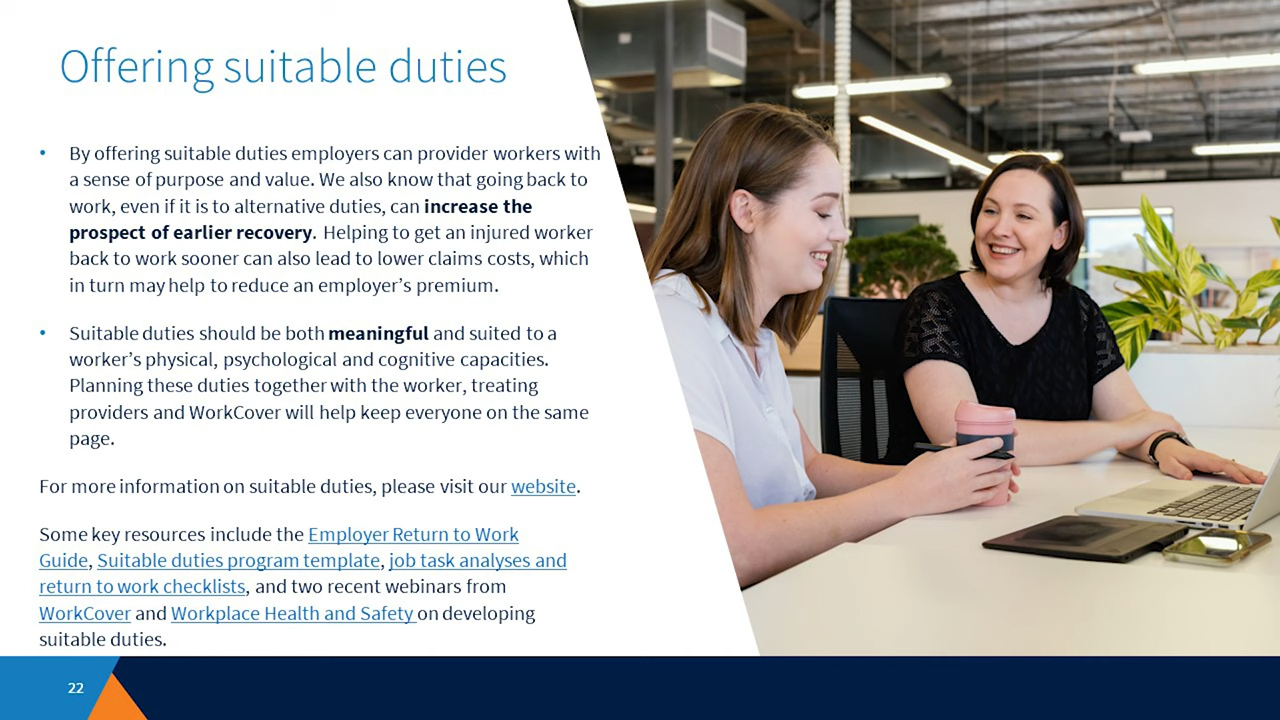 Offering suitable duties
• By offering suitable duties employers can provider workers with
a sense of purpose and value. We also know that going back to
work, even if it is to alternative duties, can increase the
prospect of earlier recovery. Helping to get an injured worker
back to work sooner can also lead to lower claims costs, which
in turn may help to reduce an employer’s premium.
• Suitable duties should be both meaningful and suited to a
worker’s physical, psychological and cognitive capacities.
Planning these duties together with the worker, treating
providers and WorkCover will help keep everyone on the same
page.
For more information on suitable duties, please visit our website.
Some key resources include the Employer Return to Work
Guide, Suitable duties program template, job task analyses and
return to work checklists, and two recent webinars from
WorkCover and Workplace Health and Safety on developing
suitable duties.
22